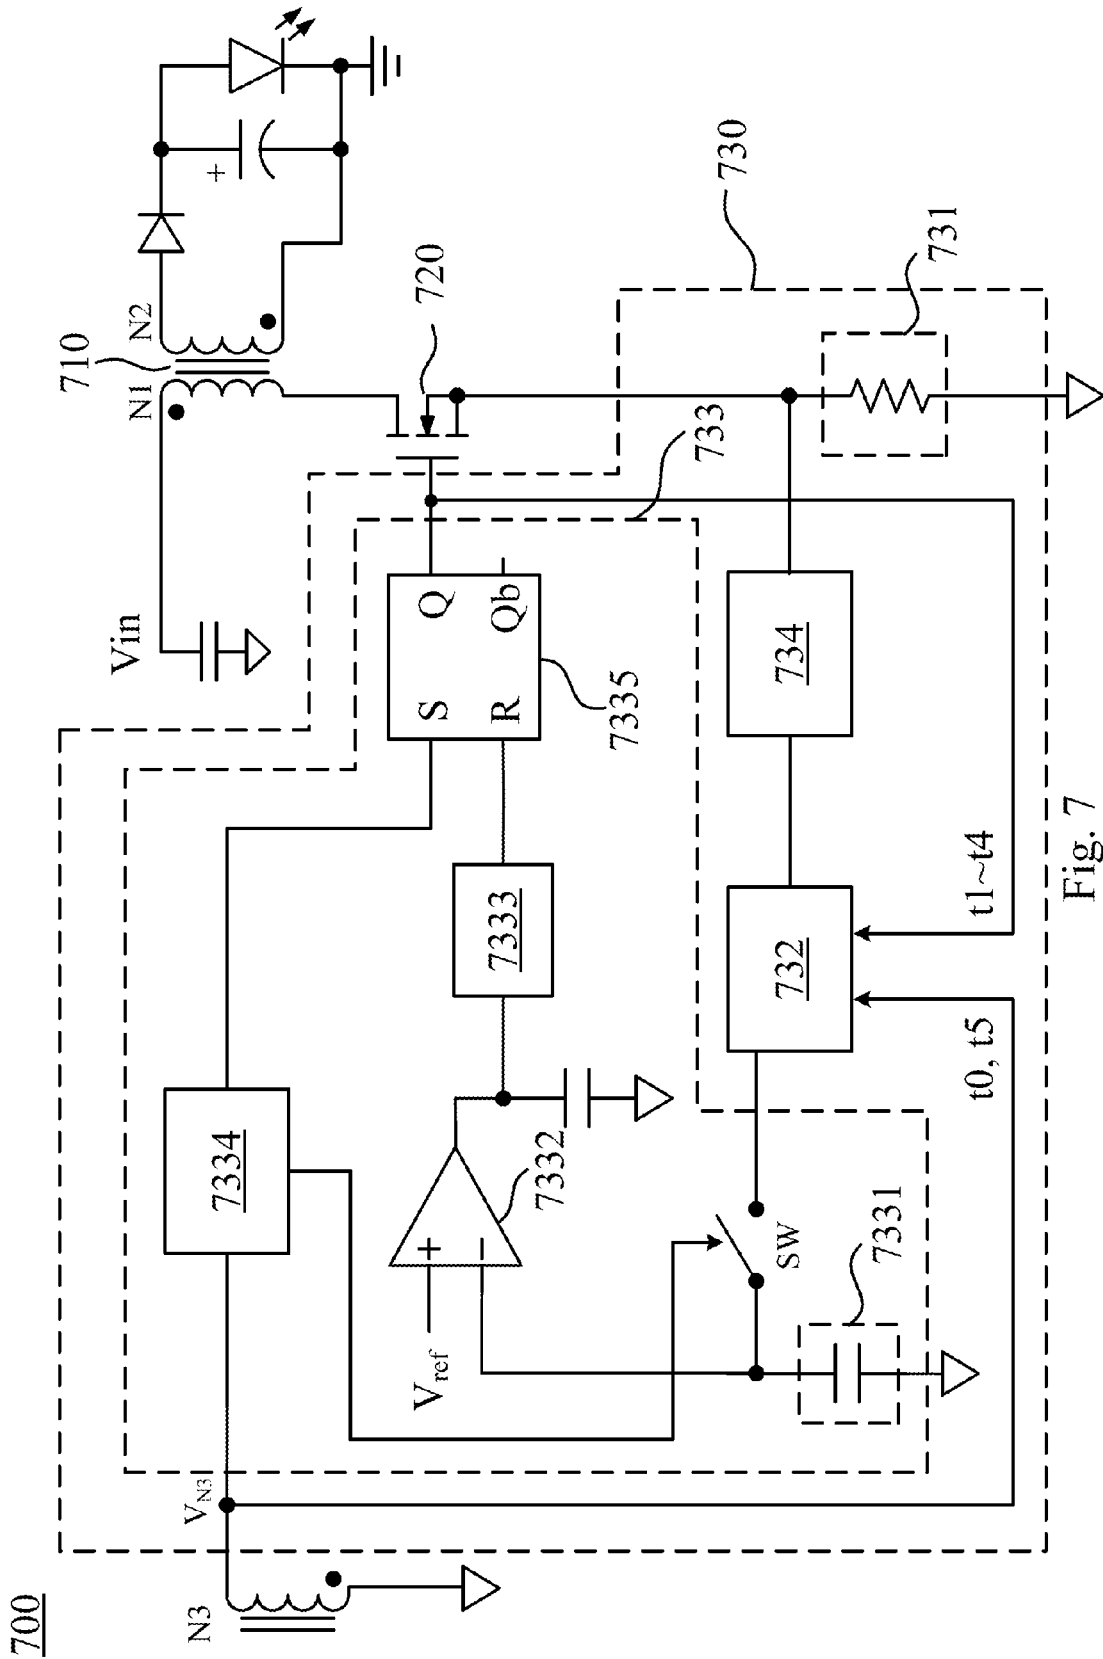 700
N3
V_N3
7334
V_ref
+
−
7332
7333
S
R
Q
Qb
7335
SW
7331
732
734
t0, t5
t1~t4
733
Vin
710
N1
N2
+
720
730
731
Fig. 7